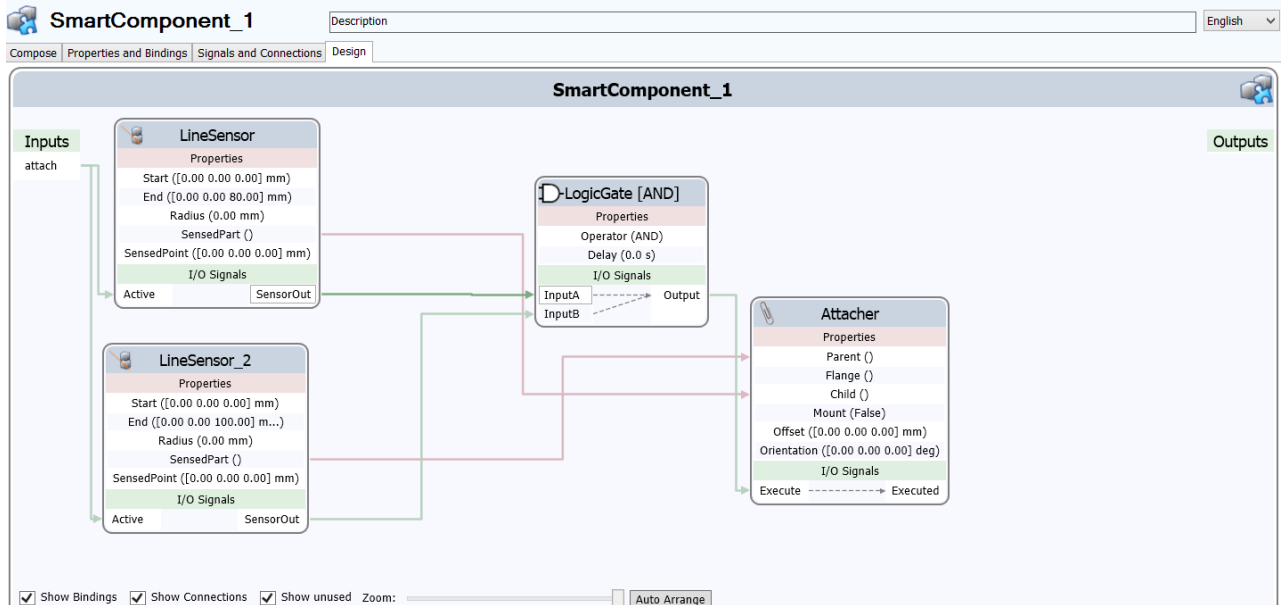 SmartComponent_1
Description
English
Compose
Properties and Bindings
Signals and Connections
Design
SmartComponent_1
Inputs
attach
Outputs
LineSensor
Properties
Start ([0.00 0.00 0.00] mm)
End ([0.00 0.00 80.00] mm)
Radius (0.00 mm)
SensedPart ()
SensedPoint ([0.00 0.00 0.00] mm)
I/O Signals
Active SensorOut
LineSensor_2
Properties
Start ([0.00 0.00 0.00] mm)
End ([0.00 0.00 100.00] m...)
Radius (0.00 mm)
SensedPart ()
SensedPoint ([0.00 0.00 0.00] mm)
I/O Signals
Active SensorOut
LogicGate [AND]
Properties
Operator (AND)
Delay (0.0 s)
I/O Signals
InputA Output
InputB
Attacher
Properties
Parent ()
Flange ()
Child ()
Mount (False)
Offset ([0.00 0.00 0.00] mm)
Orientation ([0.00 0.00 0.00] deg)
I/O Signals
Execute Executed
Show Bindings Show Connections Show unused Zoom: Auto Arrange